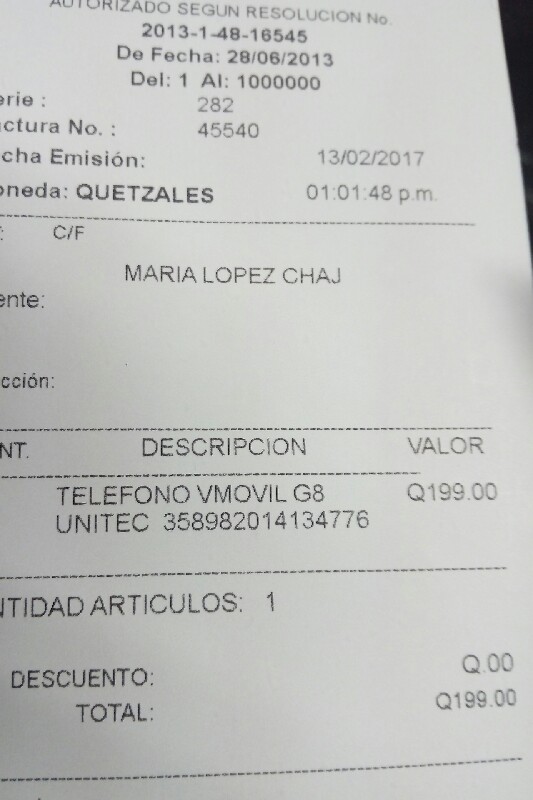 AUTORIZADO SEGUN RESOLUCION No.
2013-1-48-16545
De Fecha: 28/06/2013
Del: 1 Al: 1000000
erie : 282
actura No. : 45540
cha Emisión: 13/02/2017
oneda: QUETZALES 01:01:48 p.m.
: C/F
MARIA LOPEZ CHAJ
ente:
cción:
NT. DESCRIPCION VALOR
TELEFONO VMOVIL G8 Q199.00
UNITEC 358982014134776
NTIDAD ARTICULOS: 1
DESCUENTO: Q.00
TOTAL: Q199.00